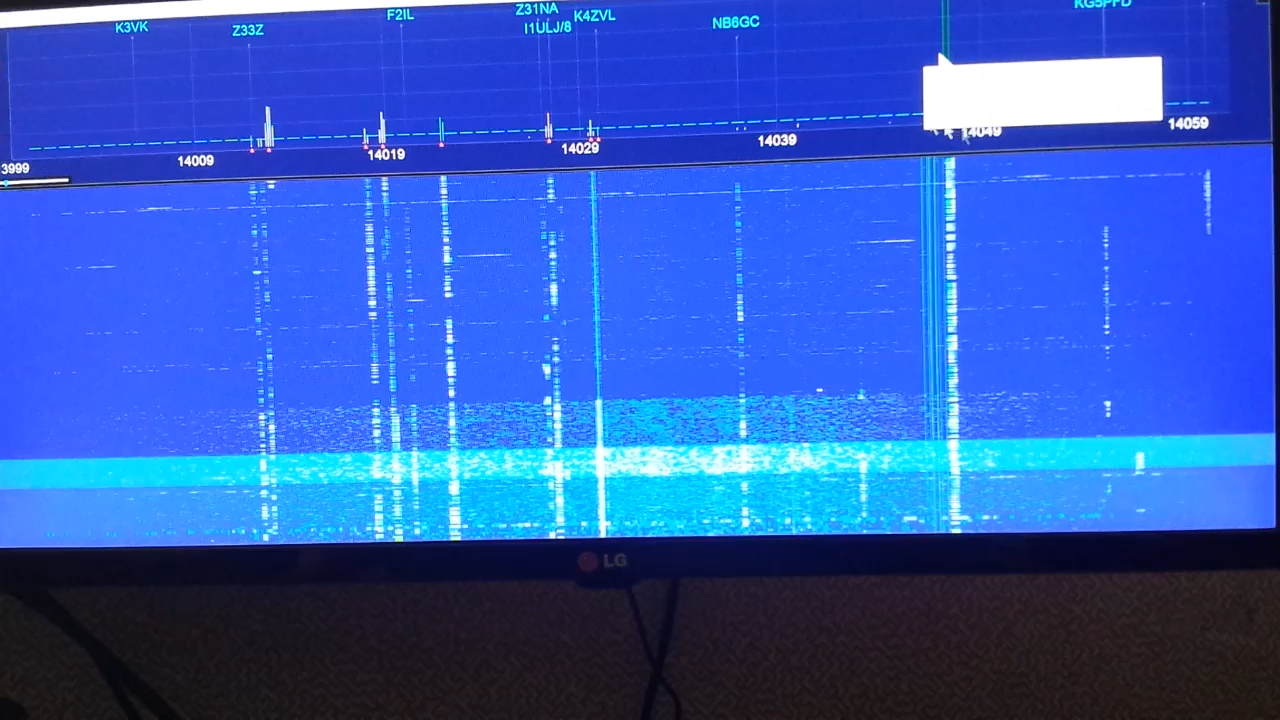 K3VK
Z33Z
F2IL
Z31NA
I1ULJ/8
K4ZVL
NB6GC
KG5PFD
3999
14009
14019
14029
14039
14049
14059
LG